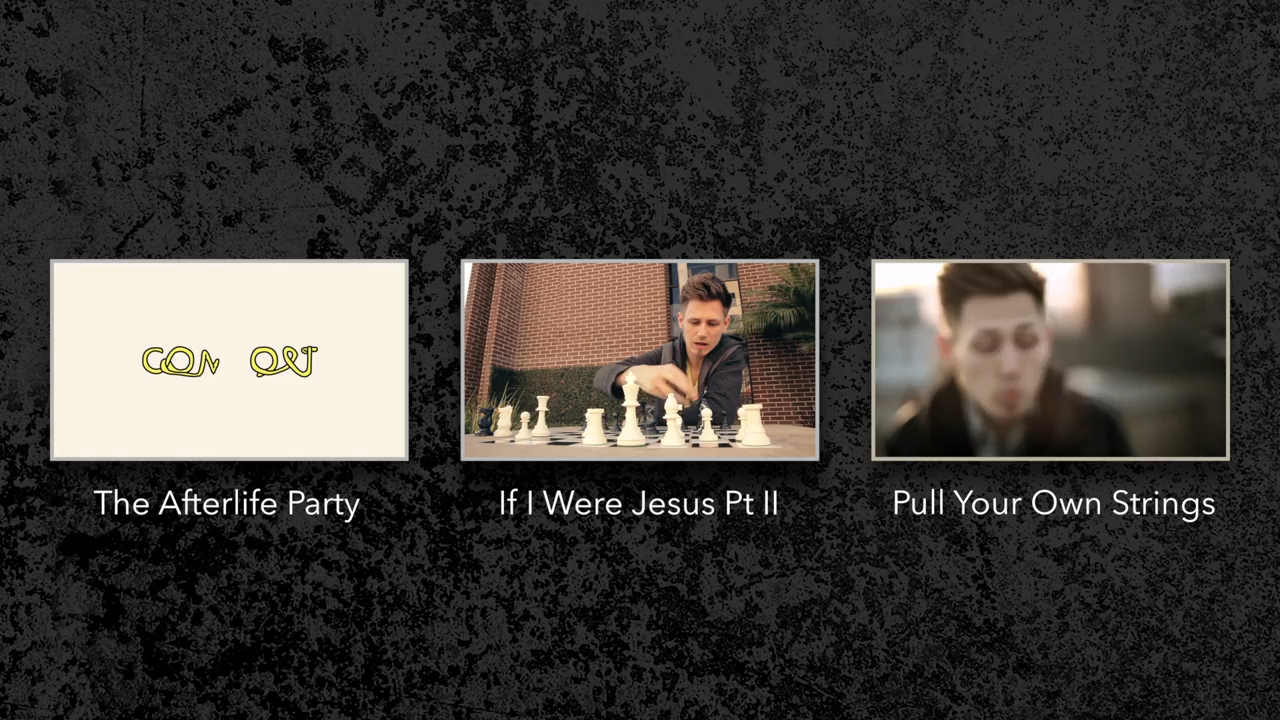 The Afterlife Party
If I Were Jesus Pt II
Pull Your Own Strings